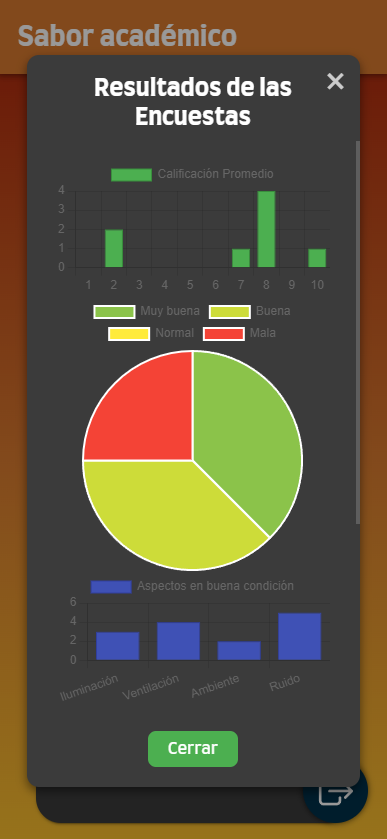 Sabor académico
Resultados de las
Encuestas
×
Calificación Promedio
4
3
2
1
0
1 2 3 4 5 6 7 8 9 10
Muy buena Buena
Normal Mala
Aspectos en buena condición
6
4
2
0
Iluminación Ventilación Ambiente Ruido
Cerrar